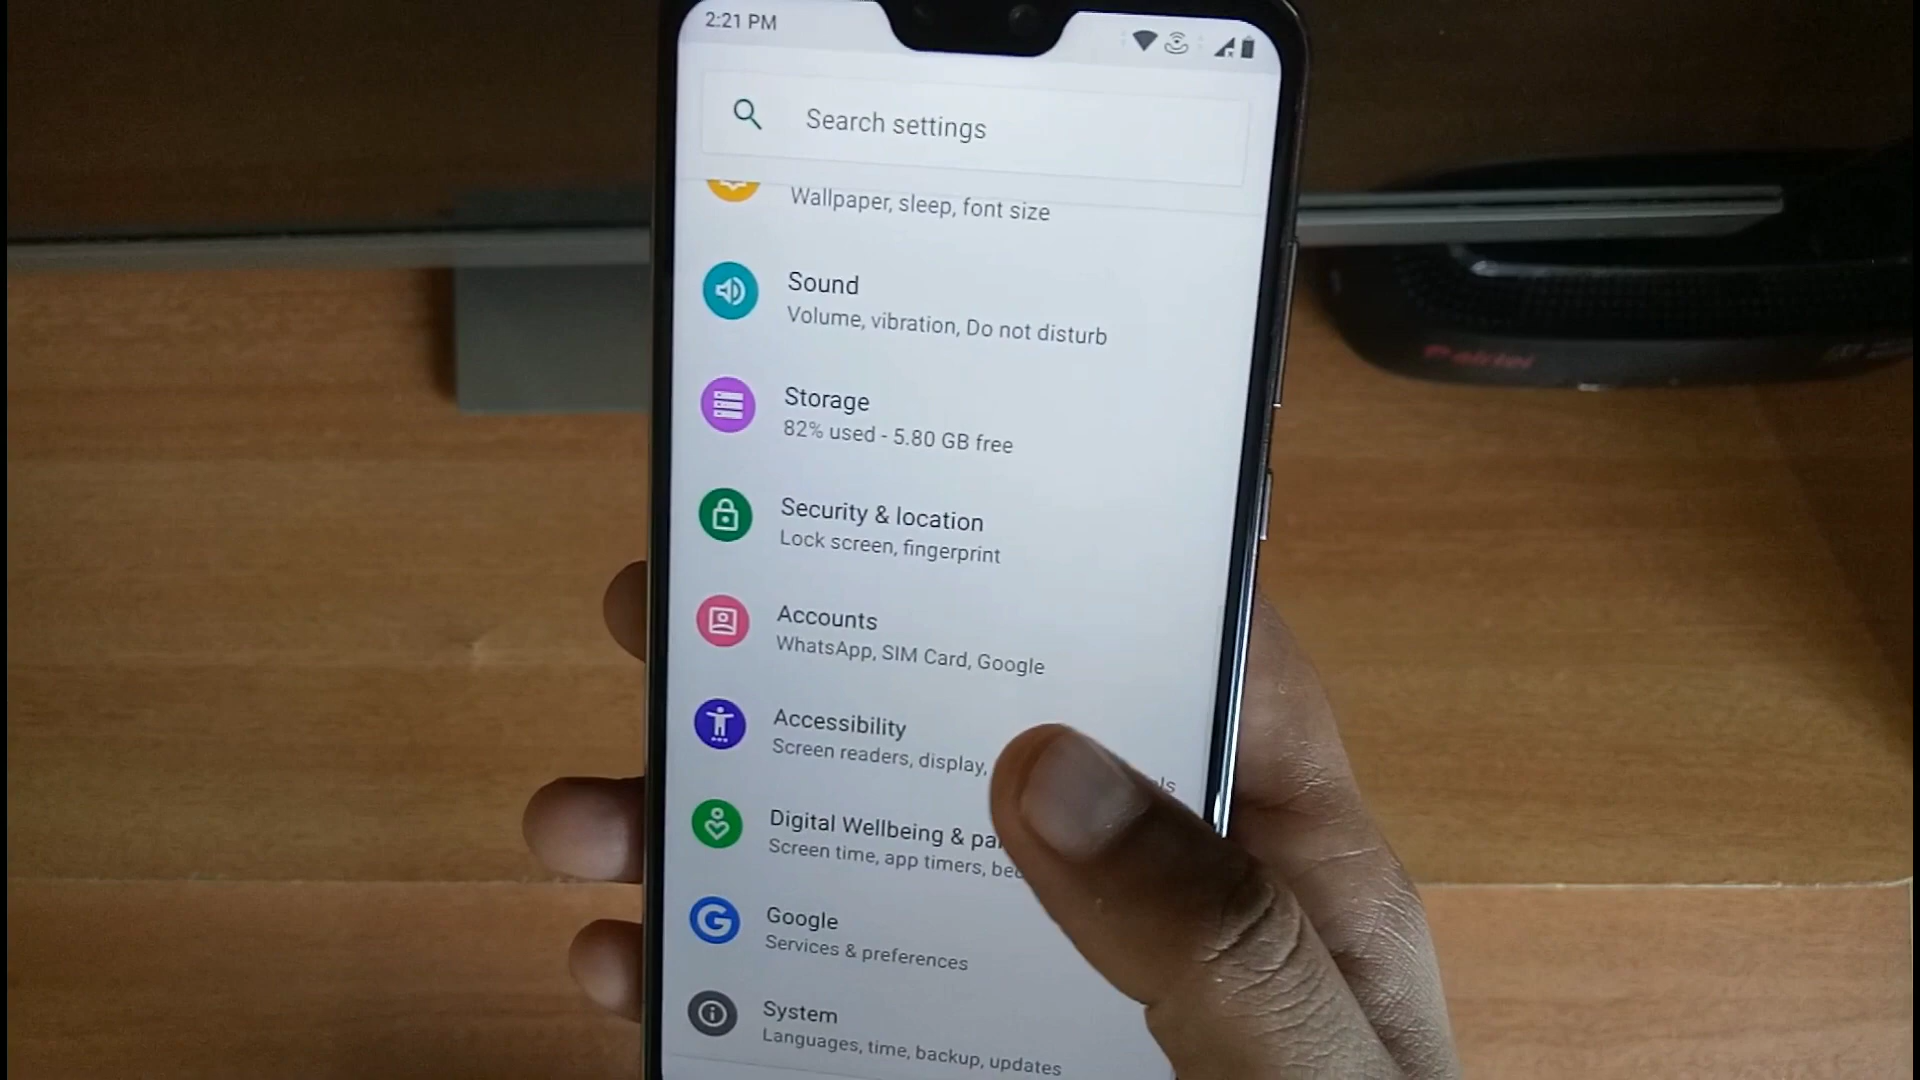 2:21 PM
Search settings
Wallpaper, sleep, font size
Sound
Volume, vibration, Do not disturb
Storage
82% used - 5.80 GB free
Security & location
Lock screen, fingerprint
Accounts
WhatsApp, SIM Card, Google
Accessibility
Screen readers, display,
Digital Wellbeing &
Screen time, app timers,
Google
Services & preferences
System
Languages, time, backup, updates
airtel